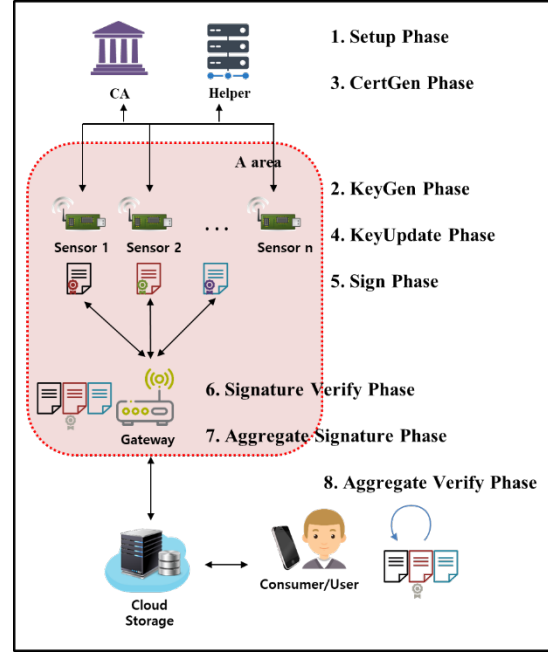 1. Setup Phase
CA
Helper
3. CertGen Phase
A area
2. KeyGen Phase
Sensor 1
Sensor 2
...
Sensor n
4. KeyUpdate Phase
5. Sign Phase
6. Signature Verify Phase
Gateway
7. Aggregate Signature Phase
8. Aggregate Verify Phase
Cloud
Storage
Consumer/User